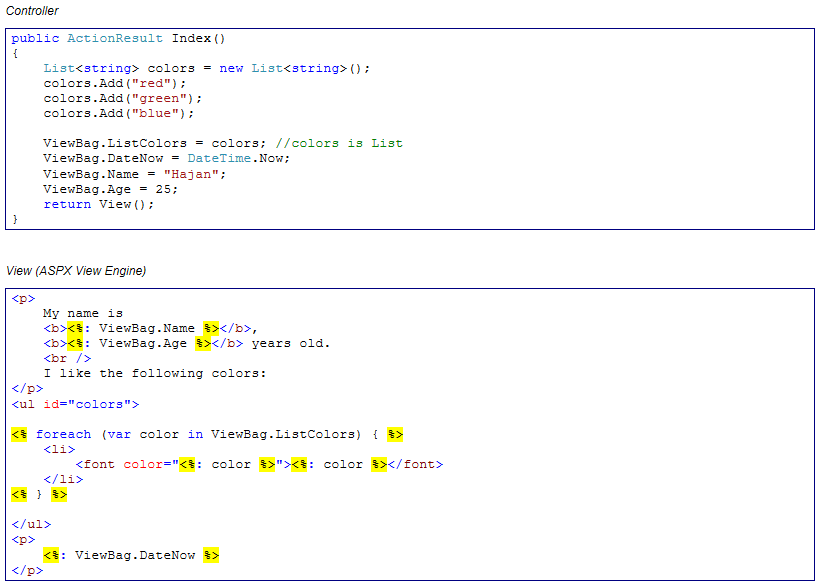 Controller
public ActionResult Index()
{
    List<string> colors = new List<string>();
    colors.Add("red");
    colors.Add("green");
    colors.Add("blue");
    ViewBag.ListColors = colors; //colors is List
    ViewBag.DateNow = DateTime.Now;
    ViewBag.Name = "Hajan";
    ViewBag.Age = 25;
    return View();
}
View (ASPX View Engine)
<p>
    My name is
    <b><%: ViewBag.Name %></b>,
    <b><%: ViewBag.Age %></b> years old.
    <br />
    I like the following colors:
</p>
<ul id="colors">
<% foreach (var color in ViewBag.ListColors) { %>
    <li>
        <font color="<%: color %>"><%: color %></font>
    </li>
<% } %>
</ul>
<p>
    <%: ViewBag.DateNow %>
</p>